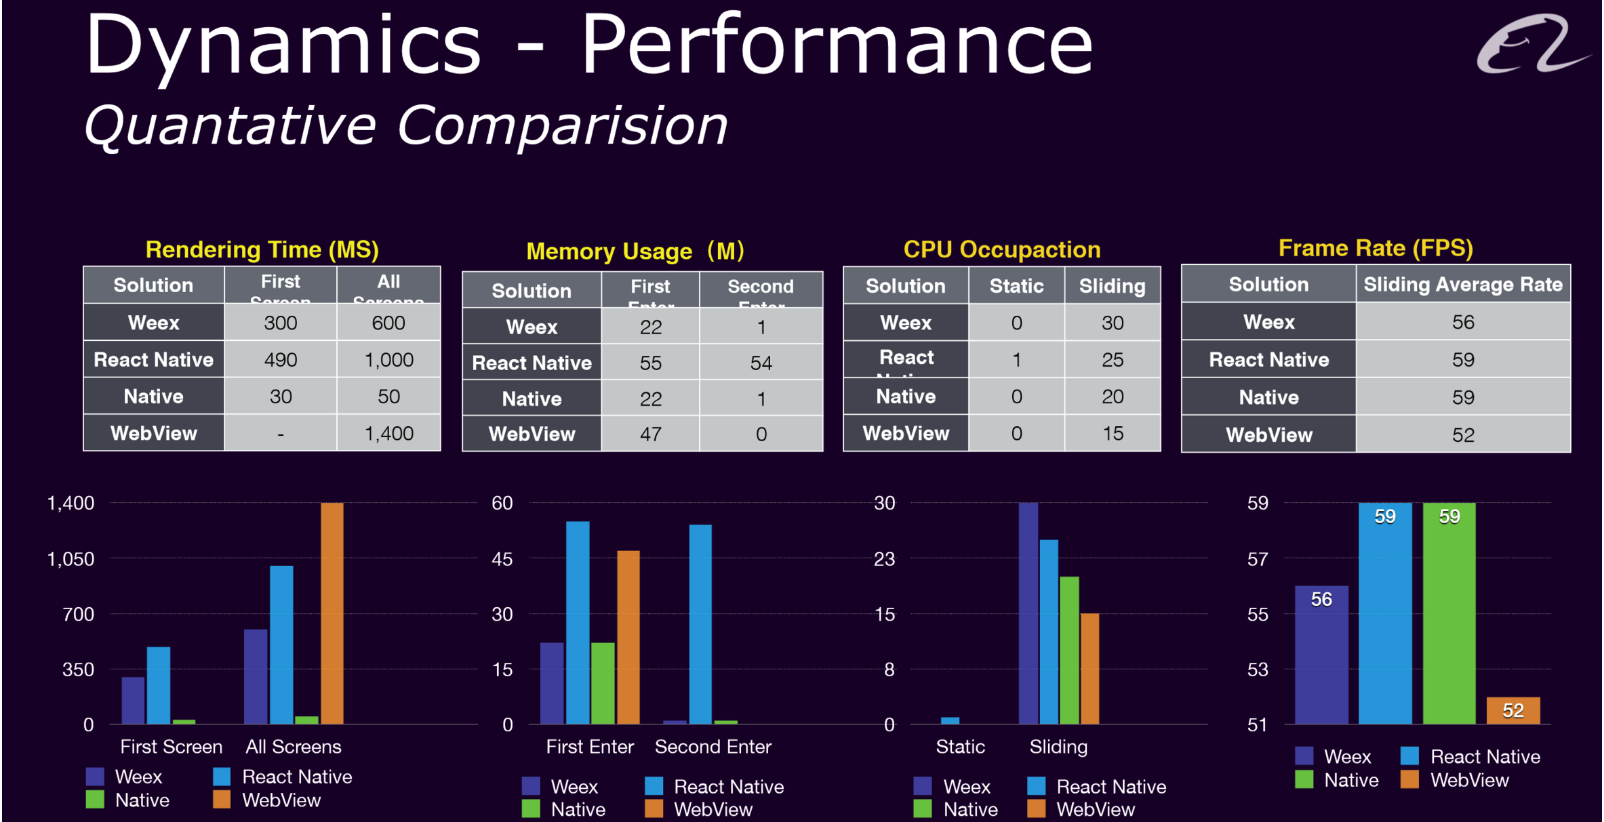 Dynamics - Performance
Quantative Comparision
Rendering Time (MS)
Solution First Screen All Screens
Weex 300 600
React Native 490 1,000
Native 30 50
WebView - 1,400
Memory Usage（M）
Solution First Enter Second Enter
Weex 22 1
React Native 55 54
Native 22 1
WebView 47 0
CPU Occupaction
Solution Static Sliding
Weex 0 30
React Native 1 25
Native 0 20
WebView 0 15
Frame Rate (FPS)
Solution Sliding Average Rate
Weex 56
React Native 59
Native 59
WebView 52
1,400
1,050
700
350
0
First Screen All Screens
Weex React Native
Native WebView
60
45
30
15
0
First Enter Second Enter
Weex React Native
Native WebView
30
23
15
8
0
Static Sliding
Weex React Native
Native WebView
59
57
55
53
51
56 59 59 52
Weex React Native
Native WebView